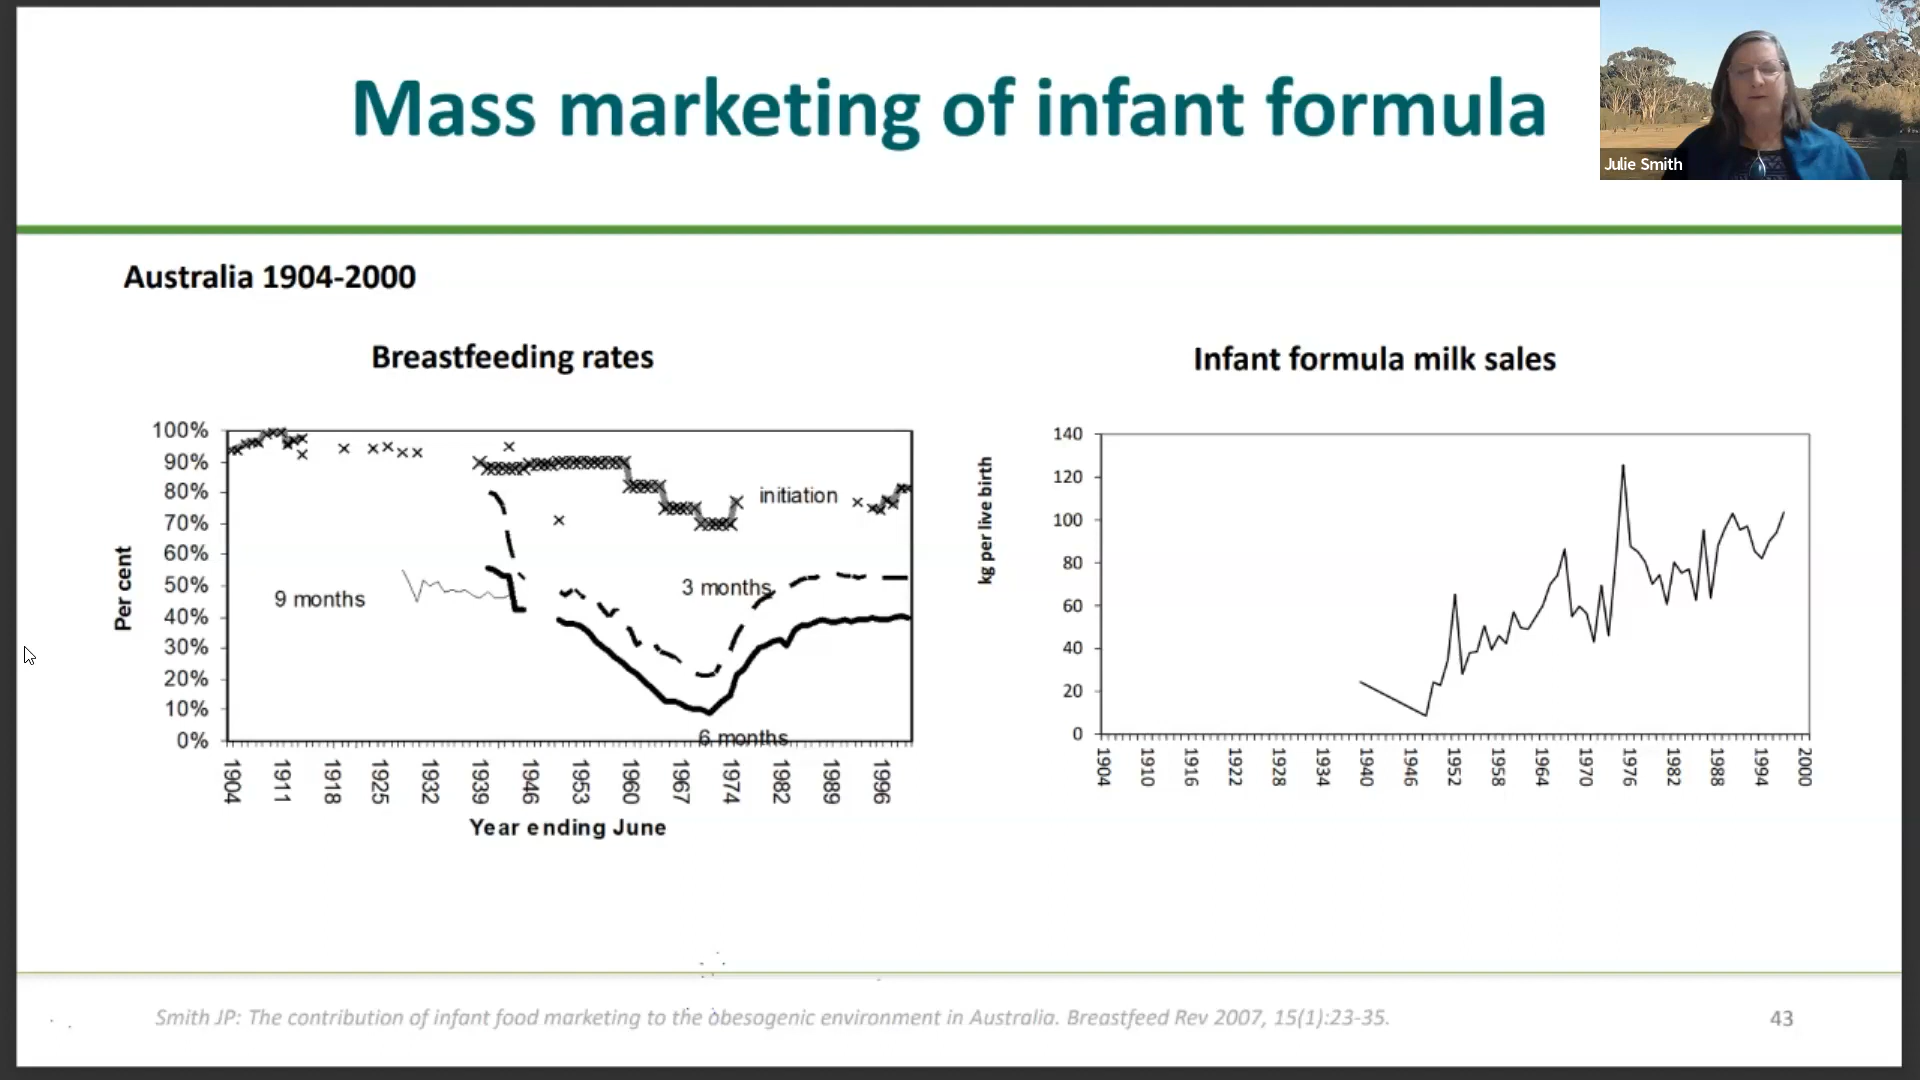 Mass marketing of infant formula
Julie Smith
Australia 1904-2000
Breastfeeding rates
100%
90%
80%
70%
60%
50%
40%
30%
20%
10%
0%
Per cent
initiation
3 months
9 months
6 months
1904 1911 1918 1925 1932 1939 1946 1953 1960 1967 1974 1982 1989 1996
Year ending June
Infant formula milk sales
140
120
100
80
60
40
20
0
kg per live birth
1904 1910 1916 1922 1928 1934 1940 1946 1952 1958 1964 1970 1976 1982 1988 1994 2000
Smith JP: The contribution of infant food marketing to the obesogenic environment in Australia. Breastfeed Rev 2007, 15(1):23-35.
43